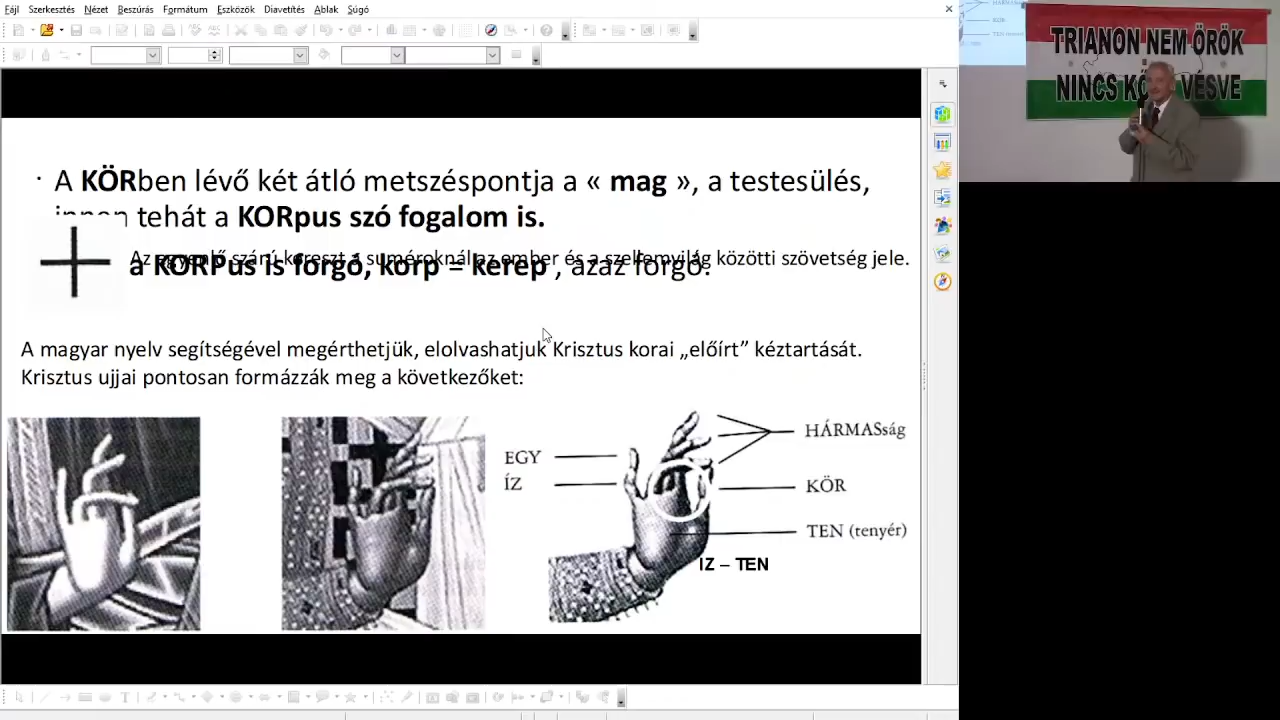 Fájl Szerkesztés Nézet Beszúrás Formátum Eszközök Diavetítés Ablak Súgó
A KÖRben lévő két átló metszéspontja a « mag », a testesülés,
innen tehát a KORpus szó fogalom is.
Az egyenlő szárú kereszt a suméroknál az ember és a szellemvilág közötti szövetség jele.
a KORPus is forgó, korp = kerep , azaz forgó.
A magyar nyelv segítségével megérthetjük, elolvashatjuk Krisztus korai „előírt” kéztartását.
Krisztus ujjai pontosan formázzák meg a következőket:
EGY
ÍZ
HÁRMASság
KÖR
TEN (tenyér)
IZ – TEN
TRIANON NEM ÖRÖK
NINCS VÉSVE